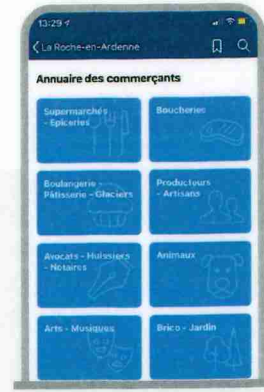 13:29
La Roche-en-Ardenne
Annuaire des commerçants
Supermarchés
- Epiceries
Boucheries
Boulangerie -
Pâtisserie - Glaciers
Producteurs
- Artisans
Avocats - Huissiers
- Notaires
Animaux
Arts - Musiques
Brico - Jardin